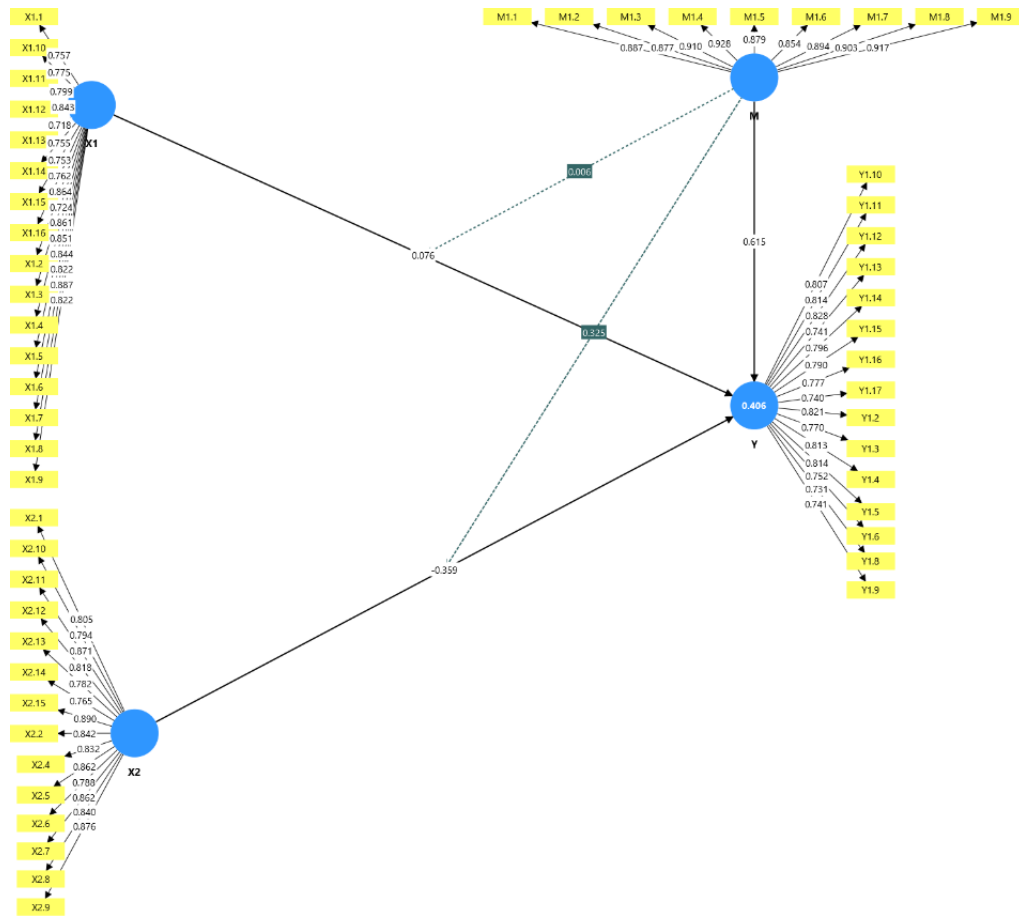 X1.1
X1.10
X1.11
X1.12
X1.13
X1.14
X1.15
X1.16
X1.2
X1.3
X1.4
X1.5
X1.6
X1.7
X1.8
X1.9
0.757
0.775
0.799
0.843
0.718
0.755
0.753
0.762
0.864
0.724
0.861
0.851
0.844
0.822
0.887
0.822
X1
M1.1
M1.2
M1.3
M1.4
M1.5
M1.6
M1.7
M1.8
M1.9
0.887
0.877
0.910
0.928
0.879
0.854
0.894
0.903
0.917
M
0.006
0.076
0.615
0.325
-0.359
Y1.10
Y1.11
Y1.12
Y1.13
Y1.14
Y1.15
Y1.16
Y1.17
Y1.2
Y1.3
Y1.4
Y1.5
Y1.6
Y1.8
Y1.9
0.807
0.814
0.828
0.741
0.796
0.790
0.777
0.740
0.821
0.770
0.813
0.814
0.752
0.731
0.741
0.406
Y
X2.1
X2.10
X2.11
X2.12
X2.13
X2.14
X2.15
X2.2
X2.4
X2.5
X2.6
X2.7
X2.8
X2.9
0.805
0.794
0.871
0.818
0.782
0.765
0.890
0.842
0.832
0.862
0.788
0.862
0.840
0.876
X2